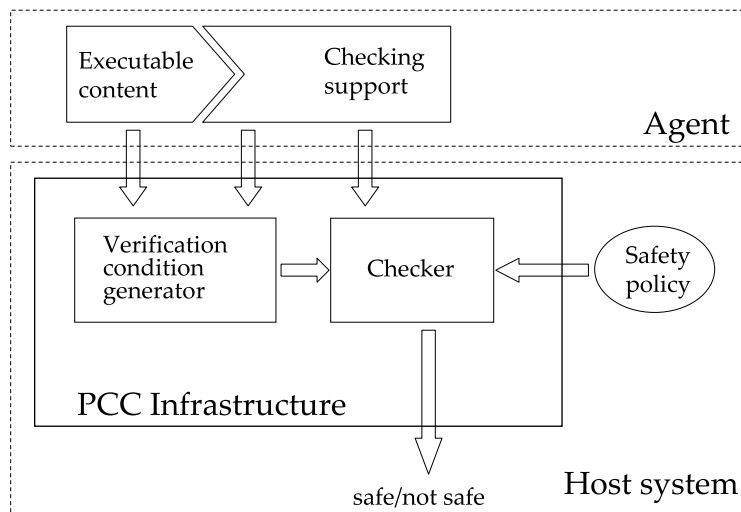 Executable
content
Checking
support
Agent
Verification
condition
generator
Checker
Safety
policy
PCC Infrastructure
Host system
safe/not safe